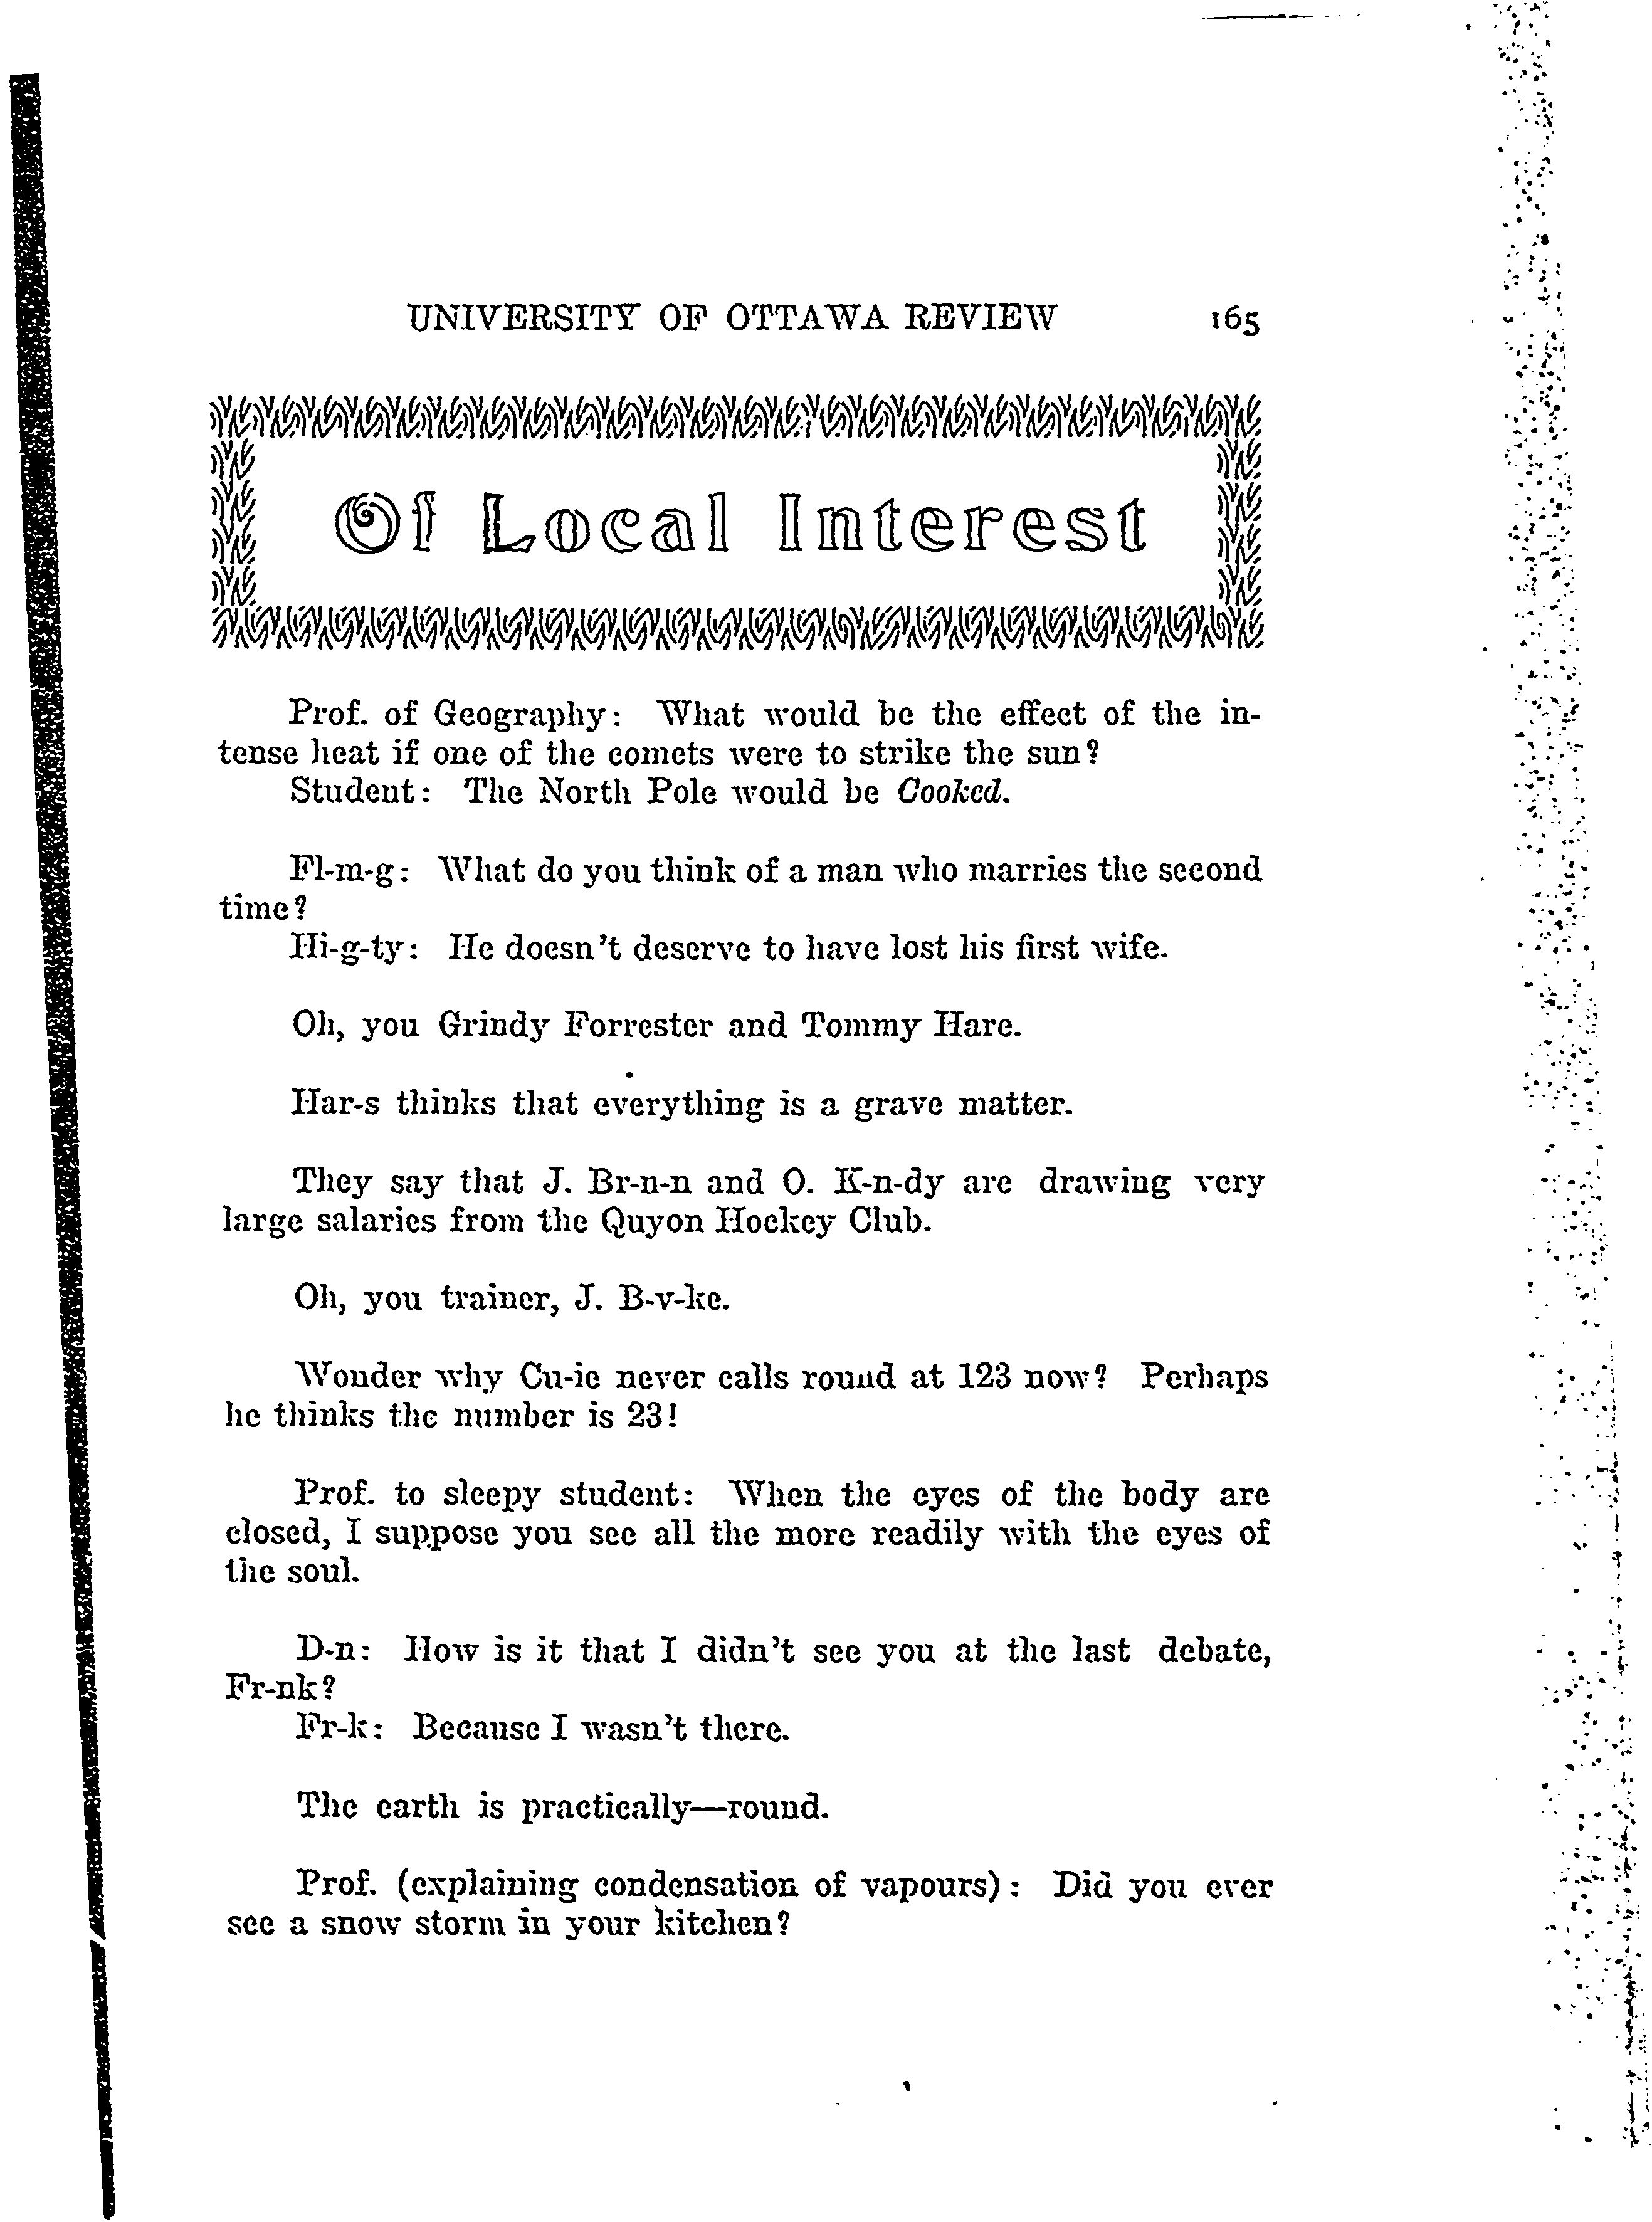 UNIVERSITY OF OTTAWA REVIEW 165
Of Local Interest
Prof. of Geography: What would be the effect of the in-
tense heat if one of the comets were to strike the sun?
Student: The North Pole would be Cooked.
Fl-m-g: What do you think of a man who marries the second
time?
Hi-g-ty: He doesn't deserve to have lost his first wife.
Oh, you Grindy Forrester and Tommy Hare.
Har-s thinks that everything is a grave matter.
They say that J. Br-n-n and O. K-n-dy are drawing very
large salaries from the Quyon Hockey Club.
Oh, you trainer, J. B-v-ke.
Wonder why Cu-ie never calls round at 123 now? Perhaps
he thinks the number is 23!
Prof. to sleepy student: When the eyes of the body are
closed, I suppose you see all the more readily with the eyes of
the soul.
D-n: How is it that I didn't see you at the last debate,
Fr-nk?
Fr-k: Because I wasn't there.
The earth is practically—round.
Prof. (explaining condensation of vapours): Did you ever
see a snow storm in your kitchen?